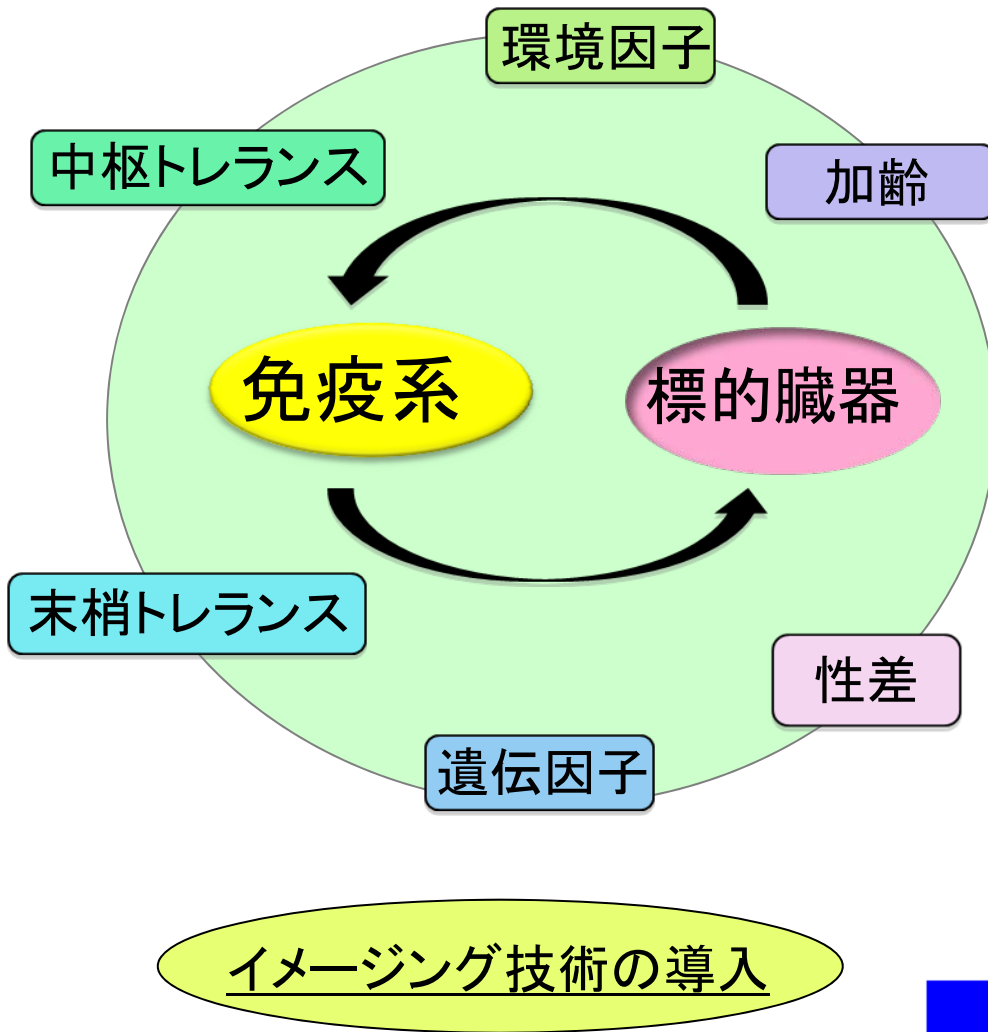 環境因子
中枢トレランス
加齢
免疫系
標的臓器
末梢トレランス
性差
遺伝因子
イメージング技術の導入